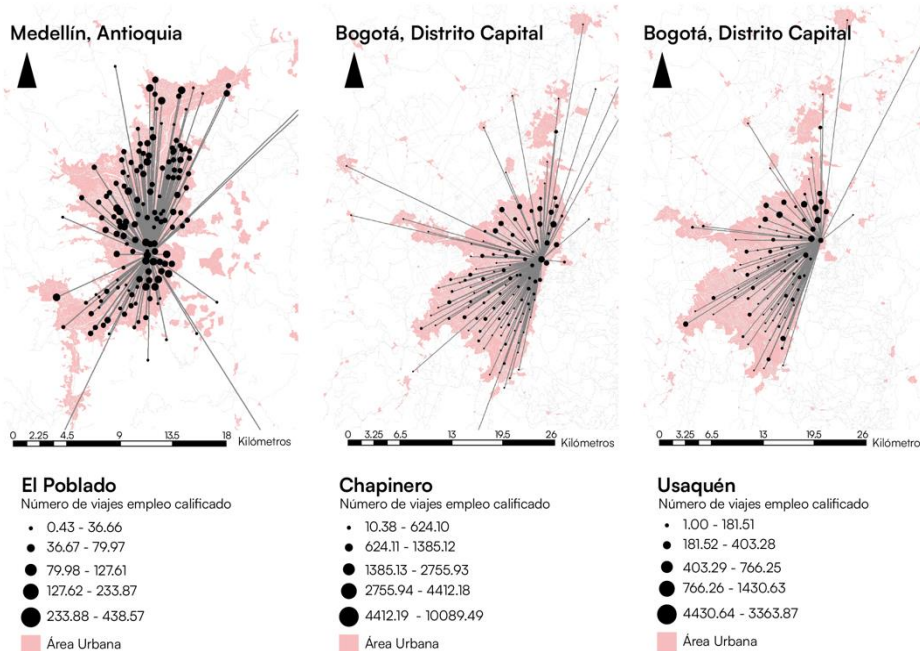 Medellín, Antioquia
Bogotá, Distrito Capital
Bogotá, Distrito Capital
0 2.25 4.5 9 13.5 18 Kilómetros
0 3.25 6.5 13 19.5 26 Kilómetros
0 3.25 6.5 13 19.5 26 Kilómetro
El Poblado
Número de viajes empleo calificado
0.43 - 36.66
36.67 - 79.97
79.98 - 127.61
127.62 - 233.87
233.88 - 438.57
Área Urbana
Chapinero
Número de viajes empleo calificado
10.38 - 624.10
624.11 - 1385.12
1385.13 - 2755.93
2755.94 - 4412.18
4412.19 - 10089.49
Área Urbana
Usaquén
Número de viajes empleo calificado
1.00 - 181.51
181.52 - 403.28
403.29 - 766.25
766.26 - 1430.63
4430.64 - 3363.87
Área Urbana